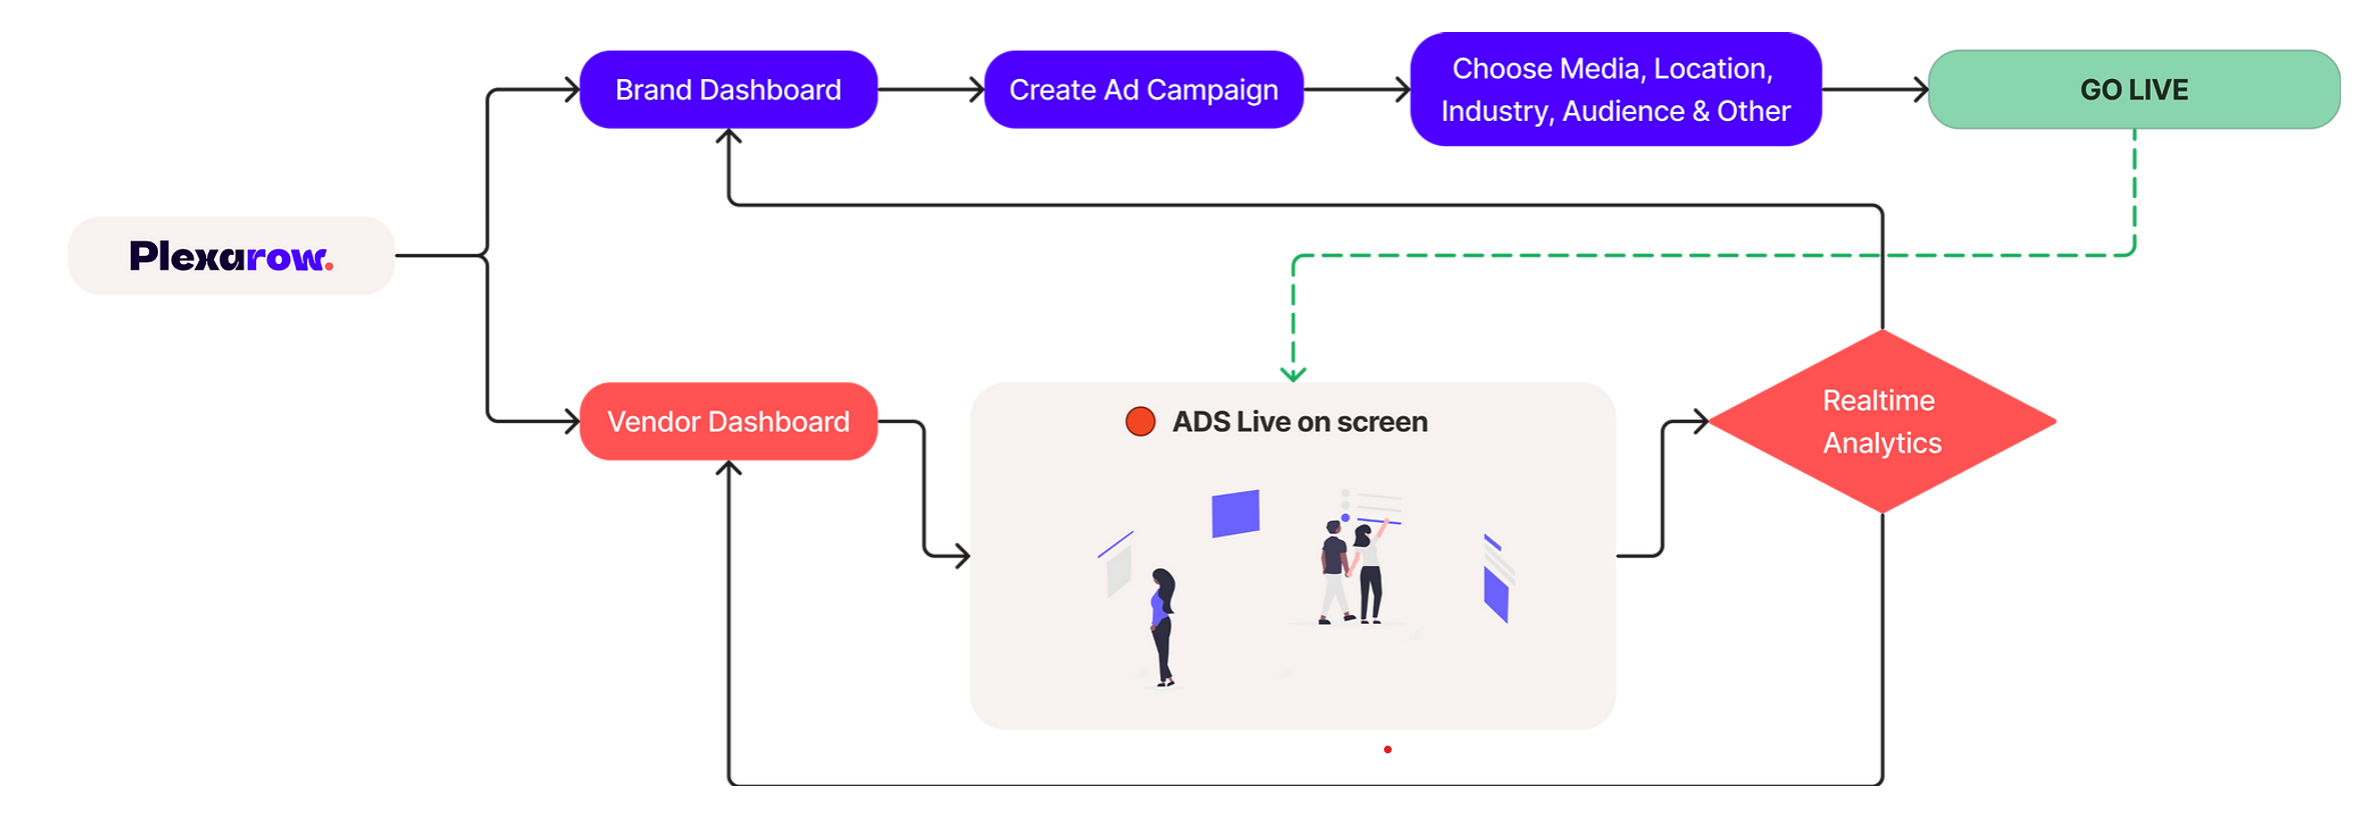 Brand Dashboard
Create Ad Campaign
Choose Media, Location,
Industry, Audience & Other
GO LIVE
Plexarow.
Vendor Dashboard
ADS Live on screen
Realtime
Analytics